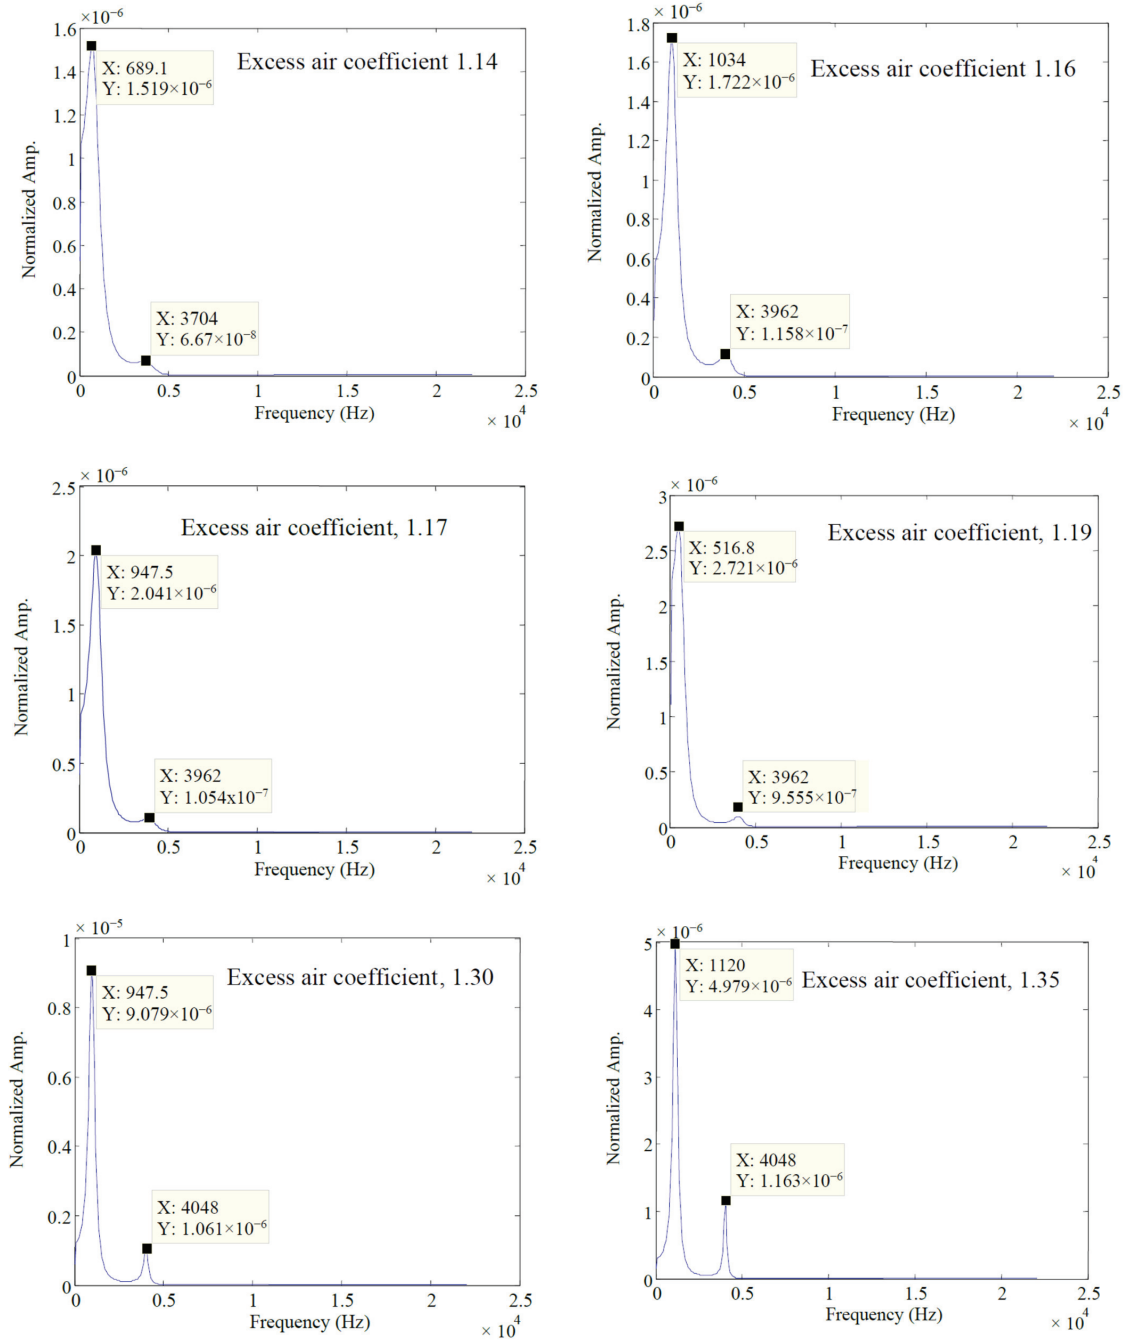 ×10⁻⁶
1.6
1.4
1.2
1
0.8
0.6
0.4
0.2
0
Normalized Amp.
Excess air coefficient 1.14
X: 689.1
Y: 1.519×10⁻⁶
X: 3704
Y: 6.67×10⁻⁸
0 0.5 1 1.5 2 2.5
Frequency (Hz)
× 10⁴
× 10⁻⁶
1.8
1.6
1.4
1.2
1
0.8
0.6
0.4
0.2
0
Normalized Amp.
Excess air coefficient 1.16
X: 1034
Y: 1.722×10⁻⁶
X: 3962
Y: 1.158×10⁻⁷
0 0.5 1 1.5 2 2.5
Frequency (Hz)
× 10⁴
× 10⁻⁶
2.5
2
1.5
1
0.5
0
Normalized Amp.
Excess air coefficient, 1.17
X: 947.5
Y: 2.041×10⁻⁶
X: 3962
Y: 1.054x10⁻⁷
0 0.5 1 1.5 2 2.5
Frequency (Hz)
× 10⁴
× 10⁻⁶
3
2.5
2
1.5
1
0.5
0
Normalized Amp.
Excess air coefficient, 1.19
X: 516.8
Y: 2.721×10⁻⁶
X: 3962
Y: 9.555×10⁻⁷
0 0.5 1 1.5 2 2.5
Frequency (Hz)
× 10⁴
× 10⁻⁵
1
0.8
0.6
0.4
0.2
0
Normalized Amp.
Excess air coefficient, 1.30
X: 947.5
Y: 9.079×10⁻⁶
X: 4048
Y: 1.061×10⁻⁶
0 0.5 1 1.5 2 2.5
Frequency (Hz)
× 10⁴
× 10⁻⁶
5
4
3
2
1
0
Normalized Amp.
Excess air coefficient, 1.35
X: 1120
Y: 4.979×10⁻⁶
X: 4048
Y: 1.163×10⁻⁶
0 0.5 1 1.5 2 2.5
Frequency (Hz)
× 10⁴